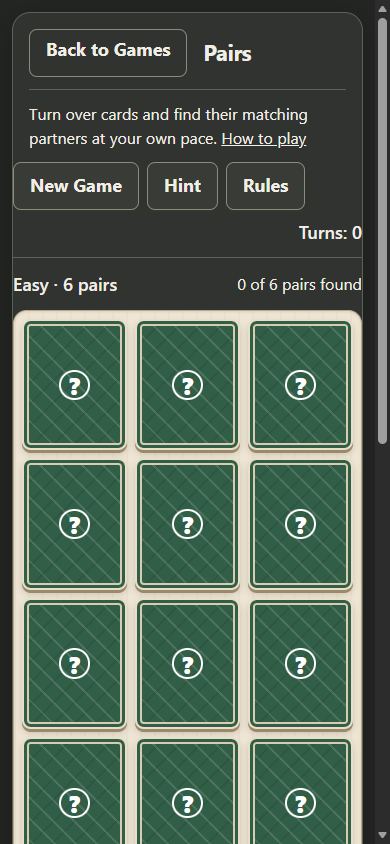 Back to Games
Pairs
Turn over cards and find their matching
partners at your own pace. How to play
New Game
Hint
Rules
Turns: 0
Easy · 6 pairs
0 of 6 pairs found
? ? ?
? ? ?
? ? ?
? ? ?